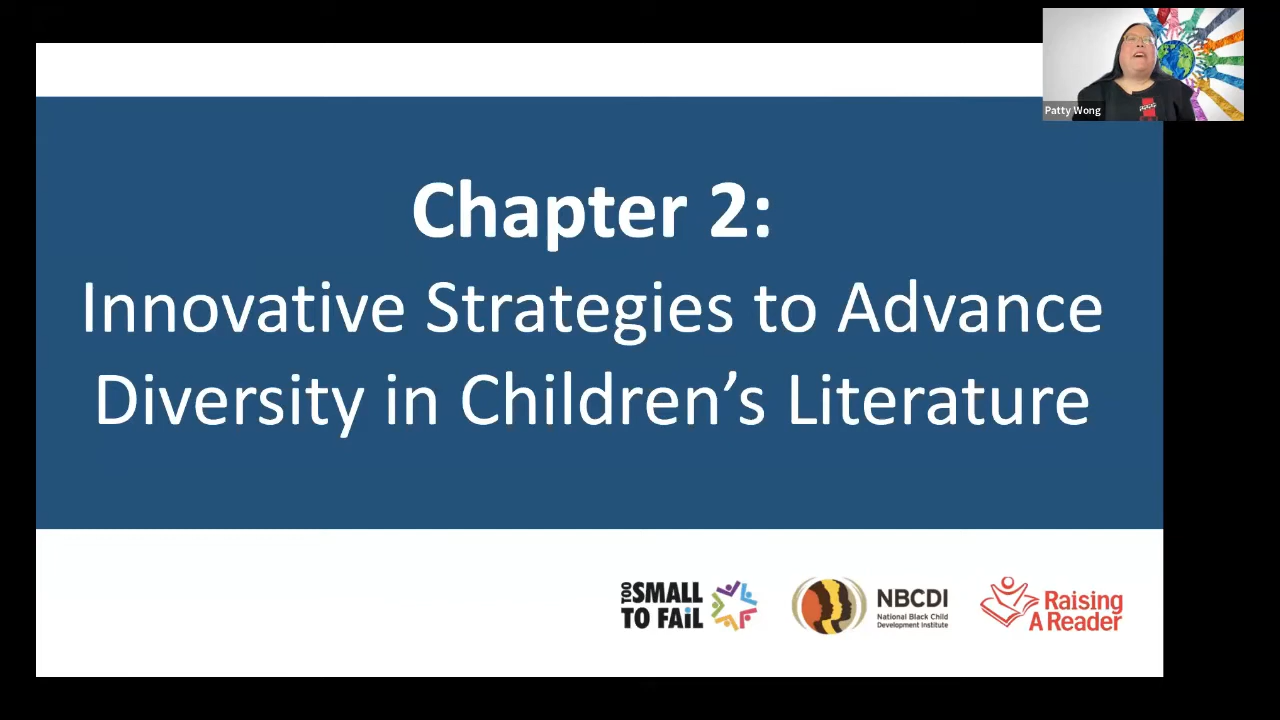 Patty Wong
Chapter 2:
Innovative Strategies to Advance
Diversity in Children’s Literature
TOO SMALL
TO FAiL
NBCDI
National Black Child
Development Institute
Raising
A Reader